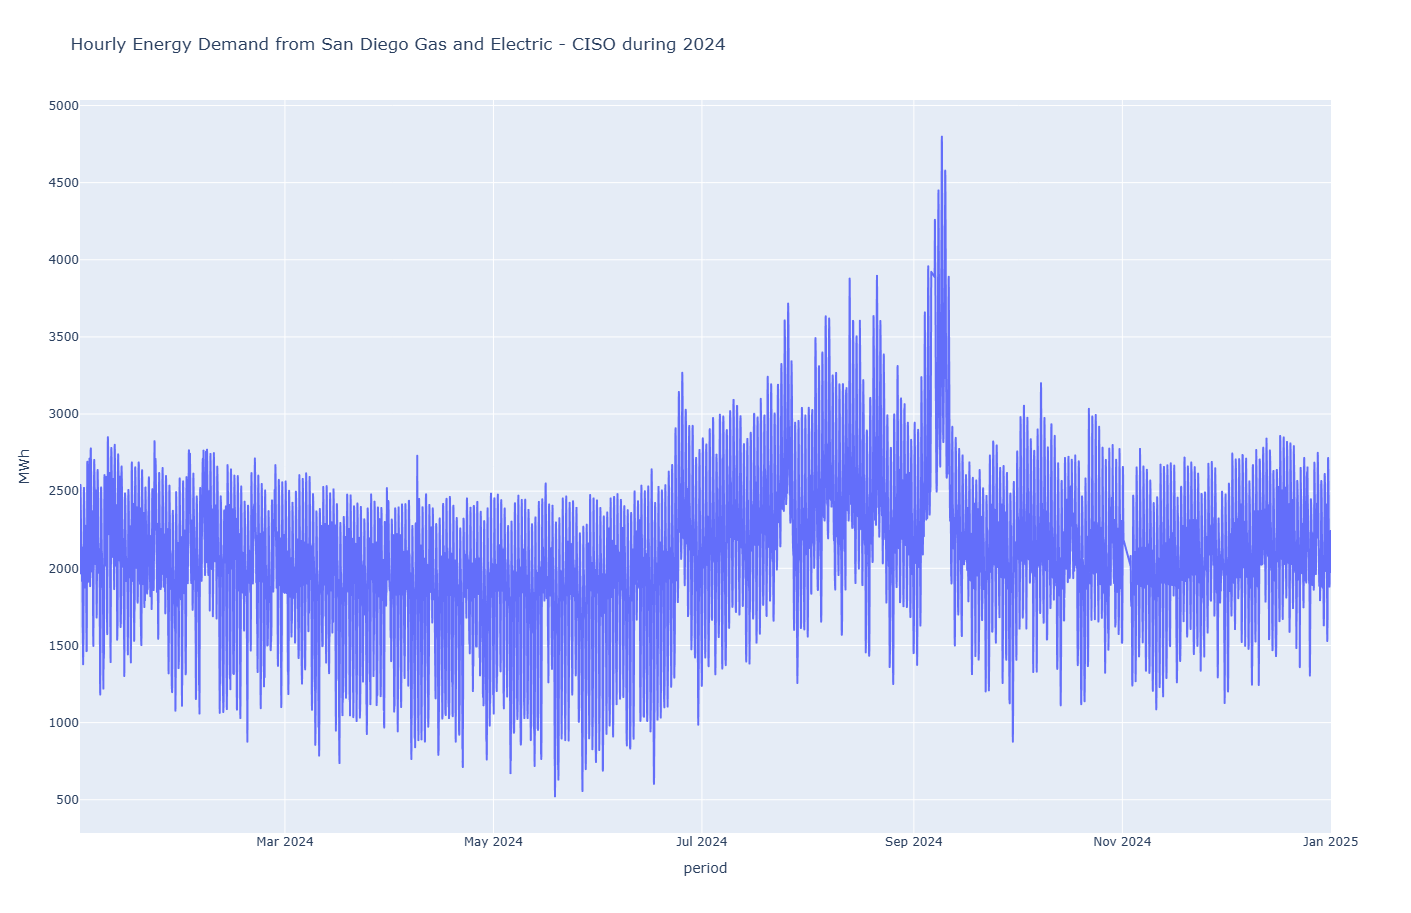 Hourly Energy Demand from San Diego Gas and Electric - CISO during 2024
5000
4500
4000
3500
3000
2500
2000
1500
1000
500
MWh
Mar 2024
May 2024
Jul 2024
Sep 2024
Nov 2024
Jan 2025
period